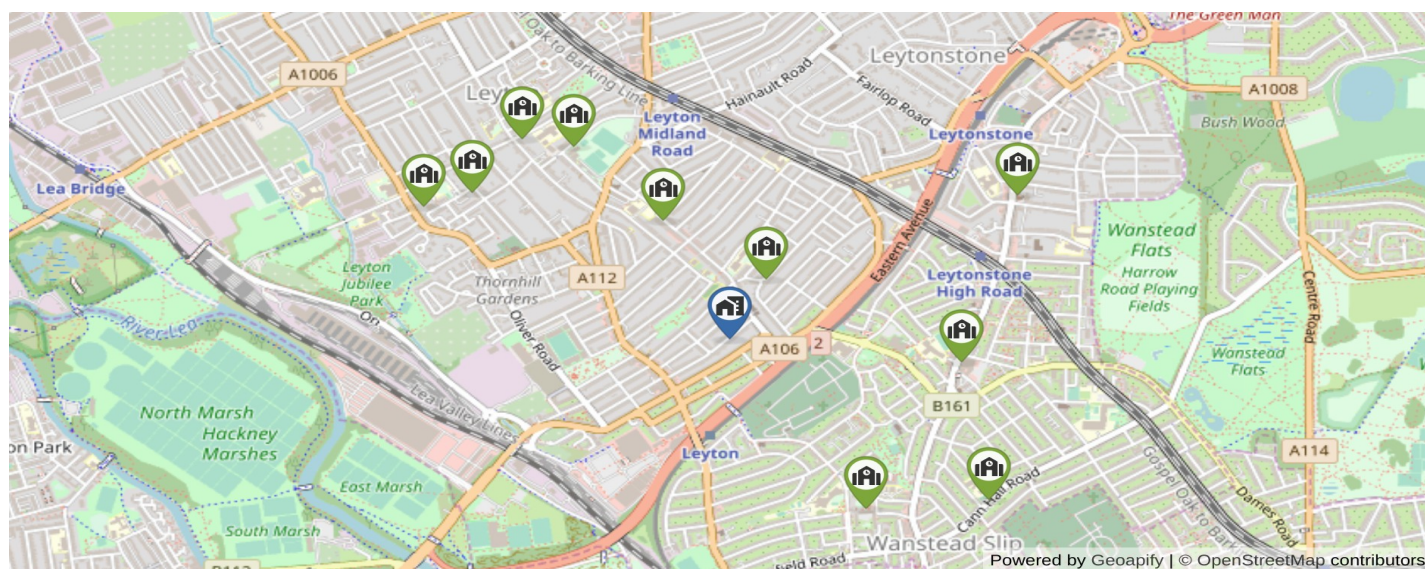 The Green Man
Oak to Barking Line
Leytonstone
A1006
Hainault Road
Fairlop Road
A1008
Leyton
Midland
Road
Leytonstone
Bush Wood
Lea Bridge
Eastern Avenue
Wanstead
Flats
Harrow
Road Playing
Fields
Leyton
Jubilee
Park
A112
Thornhill
Gardens
Leytonstone
High Road
Centre Road
River Lea
Oliver Road
A106
2
Wanstead
Flats
Lea Valley Lines
B161
North Marsh
Hackney
Marshes
on Park
Leyton
A114
East Marsh
Cann Hall Road
Gospel Oak to Bark
Dames Road
South Marsh
Wanstead Slip
field Road
Powered by Geoapify | © OpenStreetMap contributors